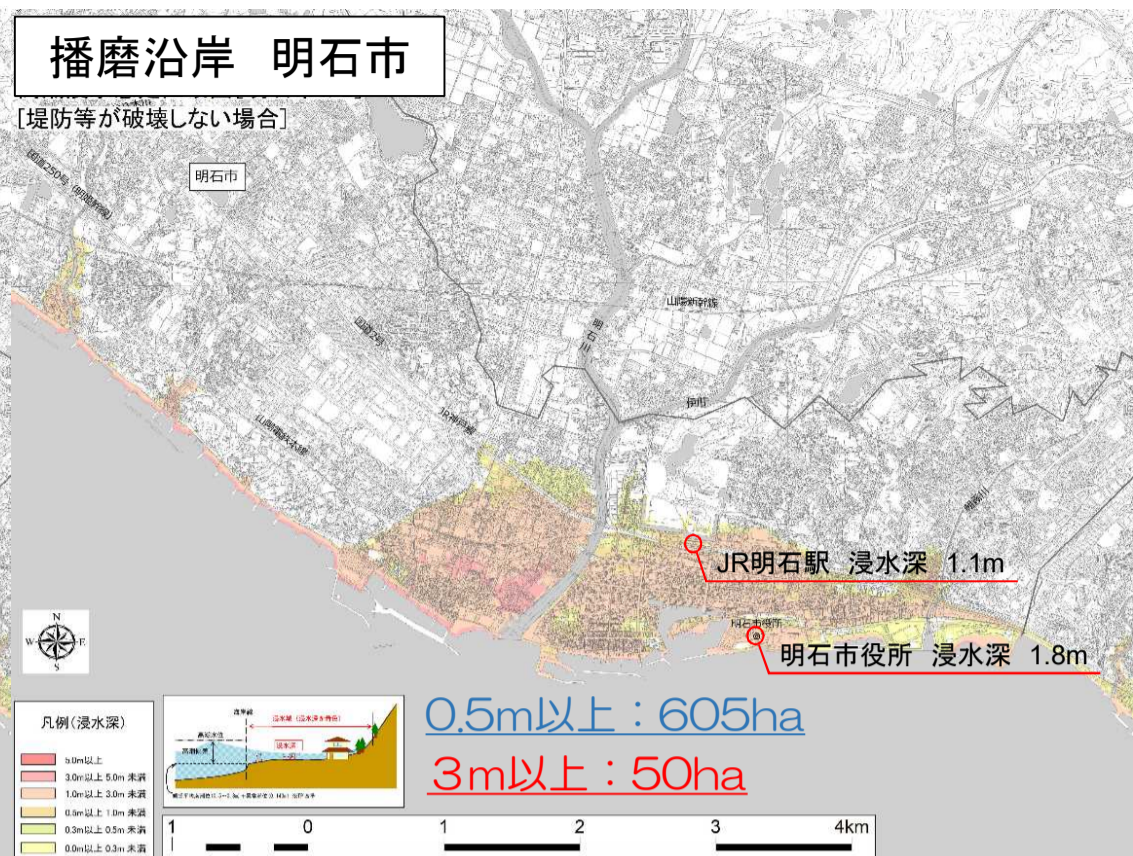 播磨沿岸 明石市
[堤防等が破壊しない場合]
明石市
山陽新幹線
国道2号
明石川
伊川
JR神戸線
山陽電鉄本線
JR明石駅 浸水深 1.1m
明石市役所
明石市役所 浸水深 1.8m
N
W
E
S
凡例(浸水深)
5.0m以上
3.0m以上 5.0m 未満
1.0m以上 3.0m 未満
0.5m以上 1.0m 未満
0.3m以上 0.5m 未満
0.0m以上 0.3m 未満
海岸線
浸水深
0.5m以上：605ha
3m以上：50ha
1 0 1 2 3 4km